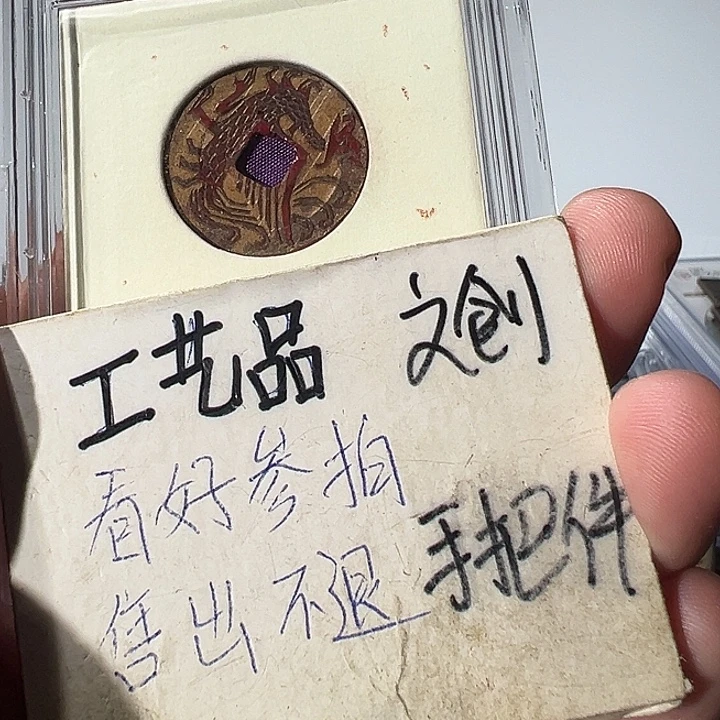 工艺品 文创
看好参拍
售出不退 手把件